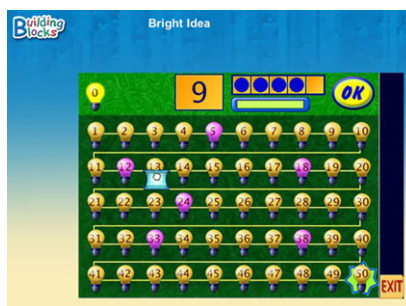 Building Blocks
Bright Idea
0
9
OK
1 2 3 4 5 6 7 8 9 10
11 12 13 14 15 16 17 18 19 20
21 22 23 24 25 26 27 28 29 30
31 32 33 34 35 36 37 38 39 40
41 42 43 44 45 46 47 48 49 50
EXIT